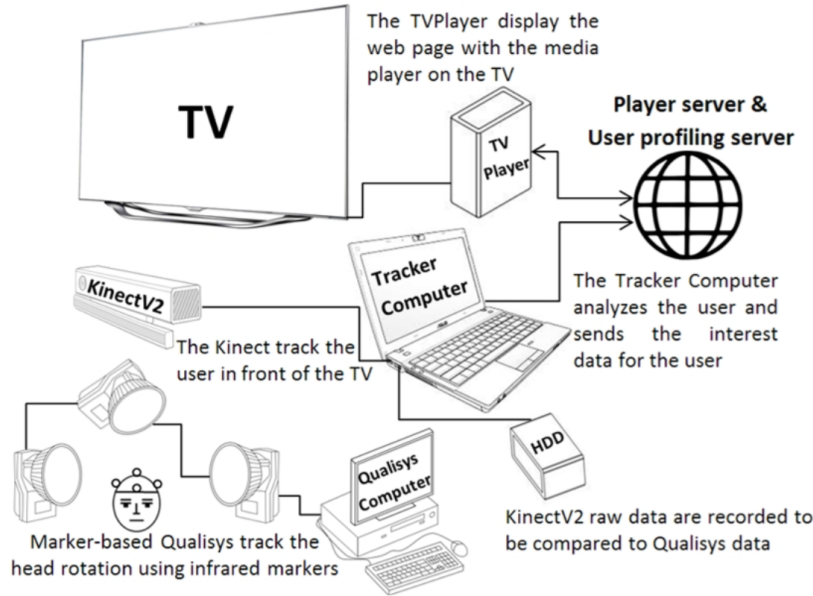 The TVPlayer display the
web page with the media
player on the TV
TV
TV
Player
Player server &
User profiling server
KinectV2
Tracker
Computer
The Kinect track the
user in front of the TV
The Tracker Computer
analyzes the user and
sends the interest
data for the user
Qualisys
Computer
HDD
Marker-based Qualisys track the
head rotation using infrared markers
KinectV2 raw data are recorded to
be compared to Qualisys data